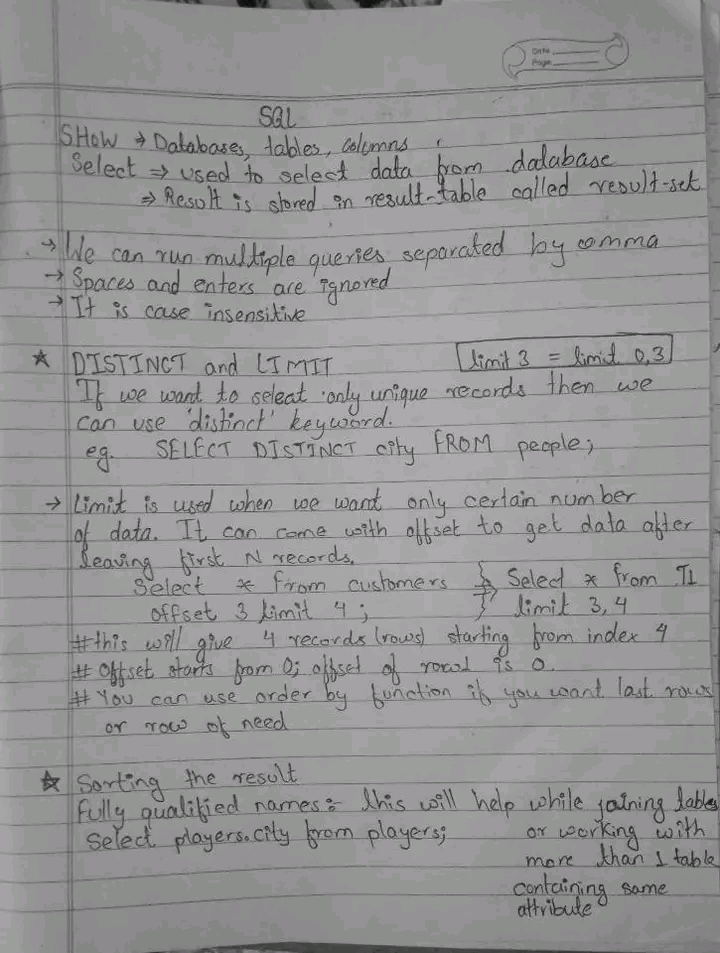 Date
Page
SQL
SHOW → Databases, tables, columns
Select ⇒ used to select data from database
⇒ Result is stored in result-table called result-set
→ We can run multiple queries separated by comma
→ Spaces and enters are ignored
→ It is case insensitive
★ DISTINCT and LIMIT limit 3 = limit 0,3
If we want to select only unique records then we
can use 'distinct' keyword.
eg. SELECT DISTINCT city FROM people;
→ Limit is used when we want only certain number
of data. It can come with offset to get data after
leaving first N records.
Select * from customers } ⇒ Select * from T1
offset 3 limit 4; limit 3,4
#this will give 4 records (rows) starting from index 4
# Offset starts from 0; offset of row1 is 0.
# You can use order by function if you want last rows
or row of need
★ Sorting the result
Fully qualified names: this will help while joining tables
Select players.city from players; or working with
more than 1 table
containing same
attribute